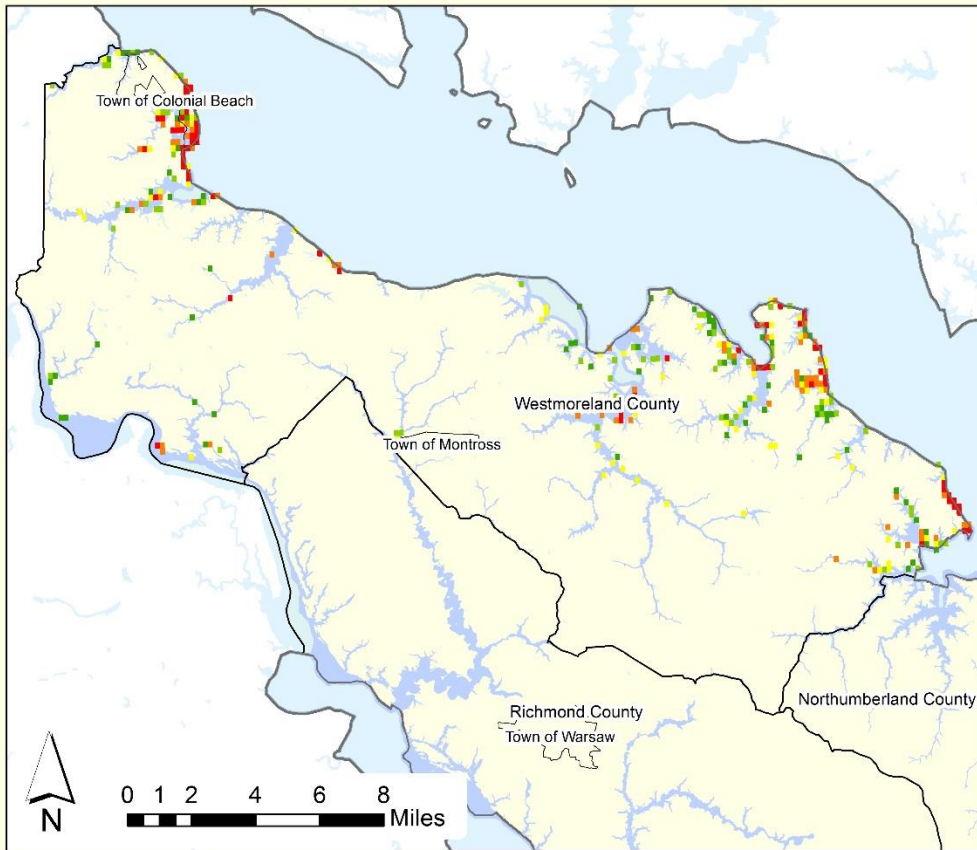 Town of Colonial Beach
Westmoreland County
Town of Montross
Northumberland County
Richmond County
Town of Warsaw
N
0 1 2 4 6 8
Miles